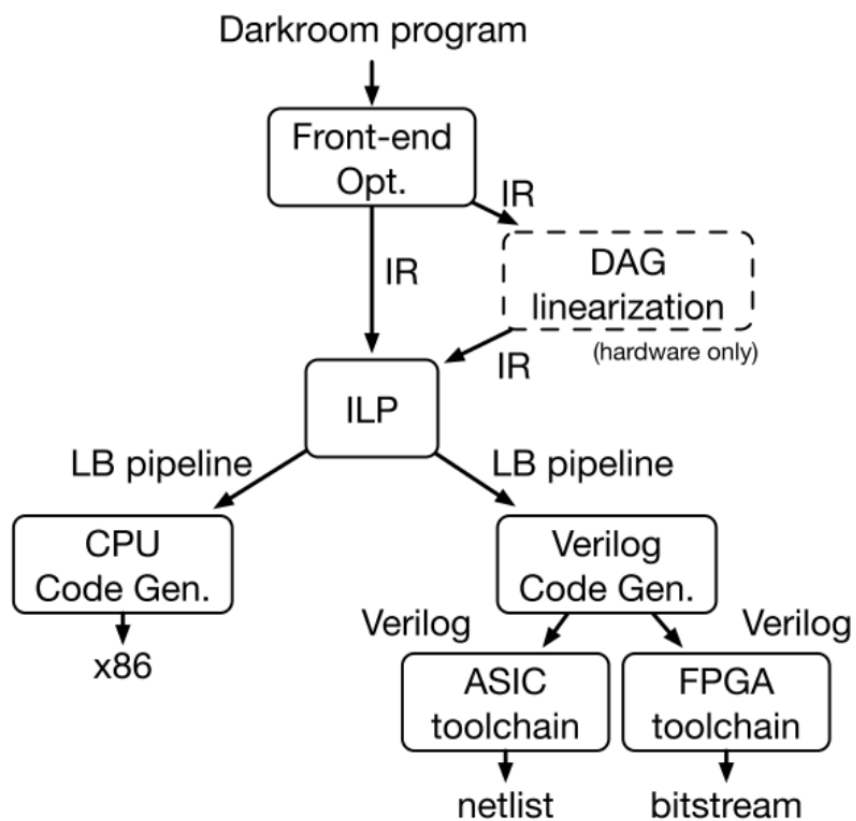 Darkroom program
Front-end
Opt.
IR
IR
DAG
linearization
(hardware only)
IR
ILP
LB pipeline
LB pipeline
CPU
Code Gen.
Verilog
Code Gen.
x86
Verilog
Verilog
ASIC
toolchain
FPGA
toolchain
netlist
bitstream